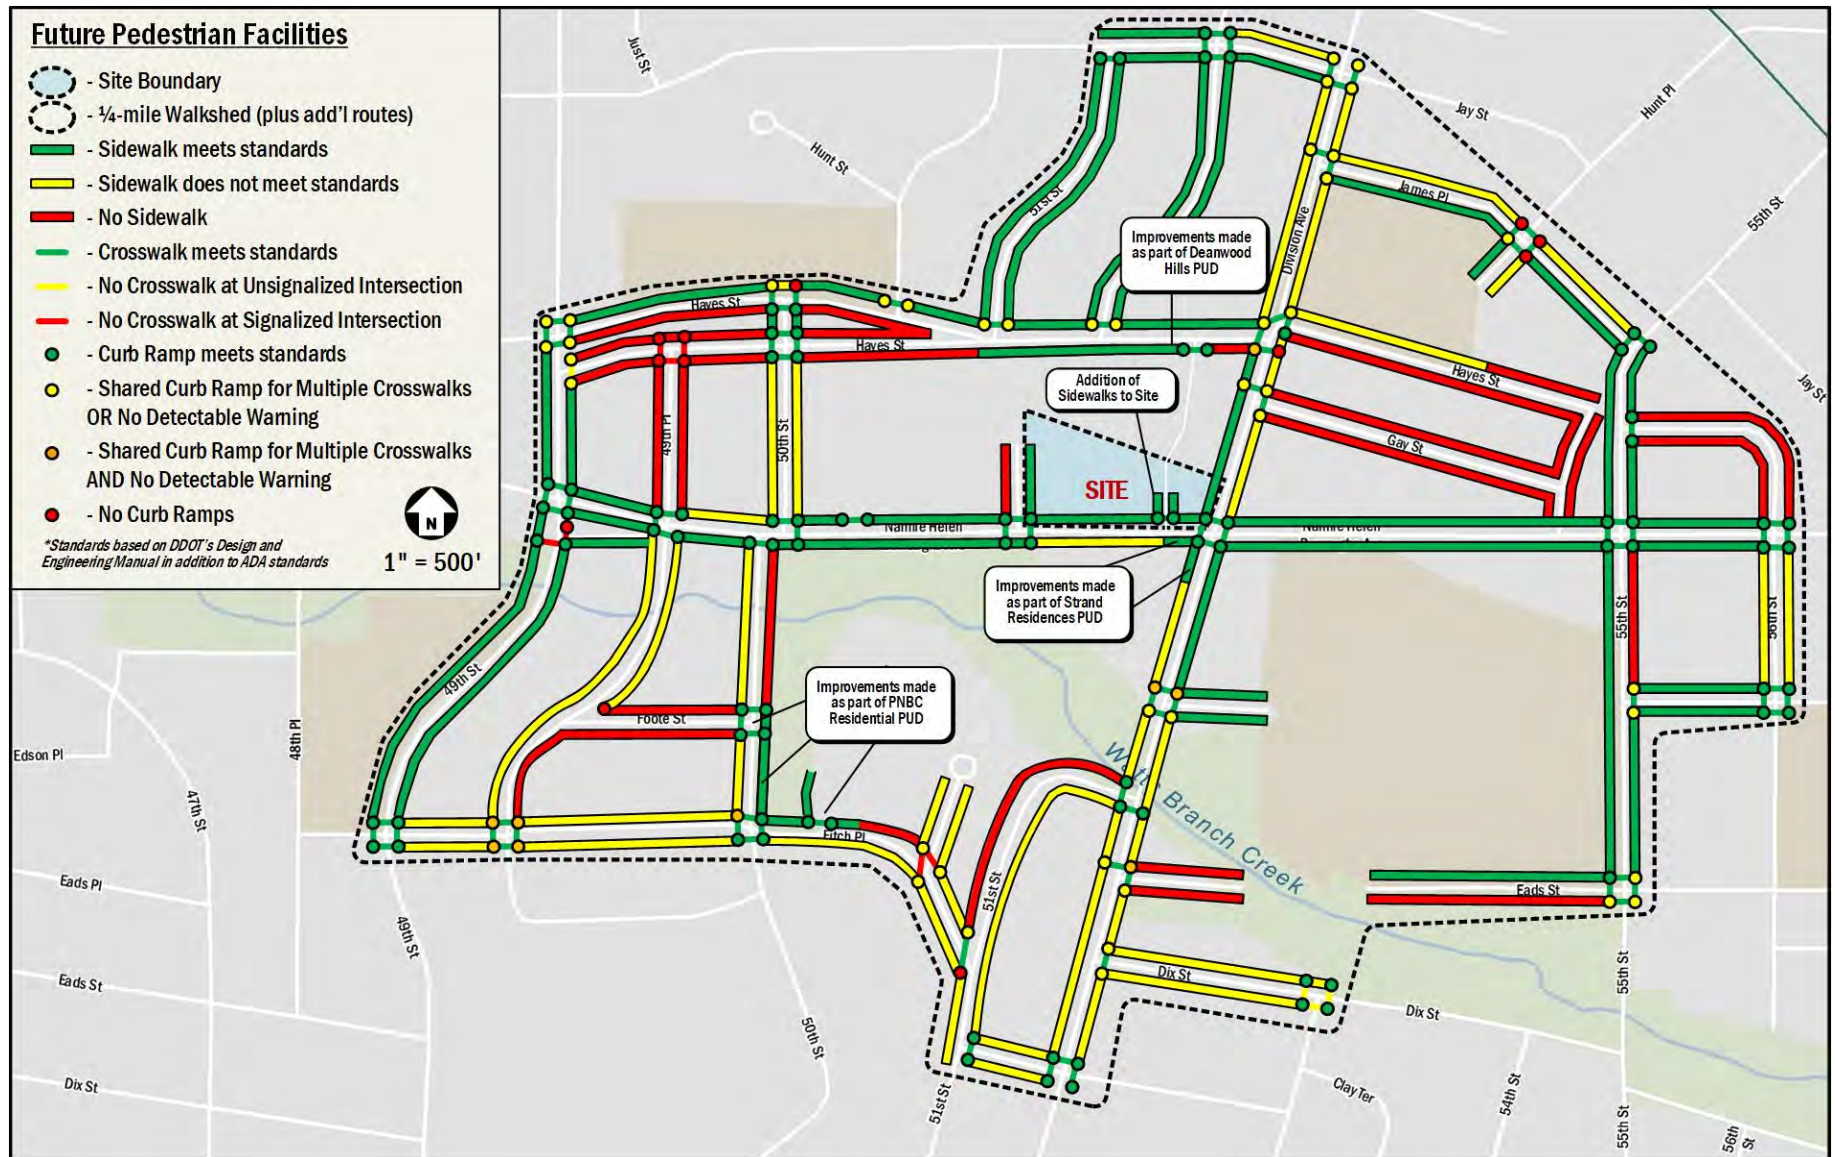 Future Pedestrian Facilities
- Site Boundary
- ¼-mile Walkshed (plus add'l routes)
- Sidewalk meets standards
- Sidewalk does not meet standards
- No Sidewalk
- Crosswalk meets standards
- No Crosswalk at Unsignalized Intersection
- No Crosswalk at Signalized Intersection
- Curb Ramp meets standards
- Shared Curb Ramp for Multiple Crosswalks
OR No Detectable Warning
- Shared Curb Ramp for Multiple Crosswalks
AND No Detectable Warning
- No Curb Ramps
N
*Standards based on DDOT's Design and
Engineering Manual in addition to ADA standards
1" = 500'
Just St
Hunt St
Jay St
Hunt Pl
55th St
Jay St
James Pl
51st St
Division Ave
Improvements made
as part of Deanwood
Hills PUD
Hayes St
Hayes St
Hayes St
Gay St
49th Pl
50th St
Addition of
Sidewalks to Site
SITE
Nannie Helen
Nannie Helen
Improvements made
as part of Strand
Residences PUD
55th St
56th St
49th St
Foote St
Improvements made
as part of PNBC
Residential PUD
Fitch Pl
Watts Branch Creek
51st St
Eads St
Dix St
Dix St
Edson Pl
48th Pl
47th St
Eads Pl
49th St
Eads St
50th St
Dix St
51st St
Clay Ter
54th St
55th St
55th St
56th St